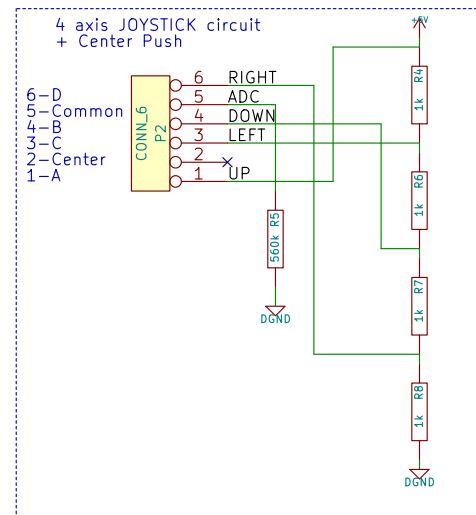 4 axis JOYSTICK circuit
+ Center Push
+5V
6-D
5-Common
4-B
3-C
2-Center
1-A
CONN_6
P2
6 RIGHT
5 ADC
4 DOWN
3 LEFT
2
1 UP
R4
1k
R6
1k
R5
560k
R7
1k
R8
1k
DGND
DGND